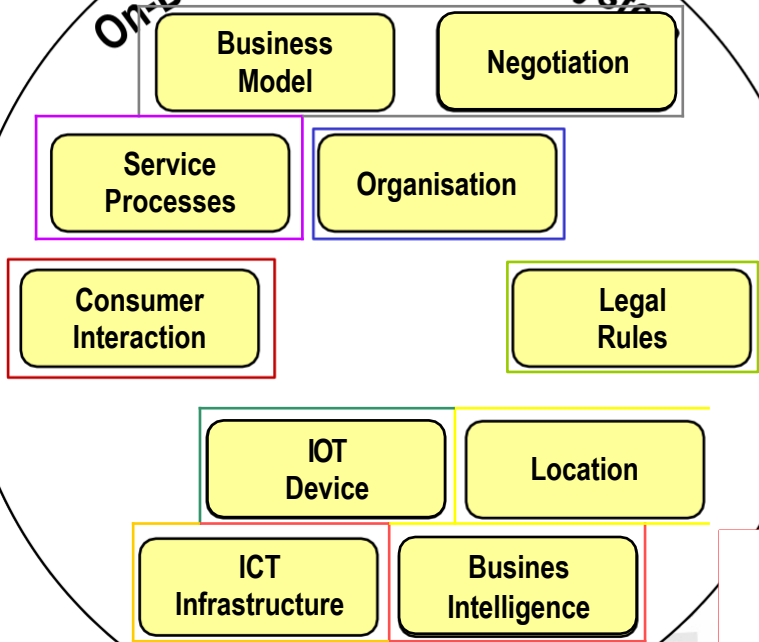 Business
Model
Negotiation
Service
Processes
Organisation
Consumer
Interaction
Legal
Rules
IOT
Device
Location
ICT
Infrastructure
Busines
Intelligence